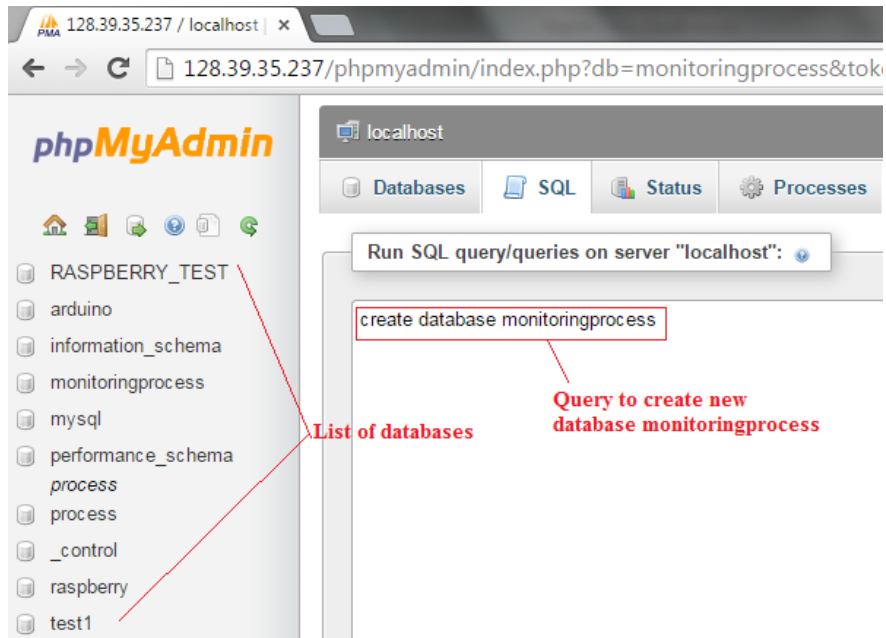 128.39.35.237 / localhost |
128.39.35.237/phpmyadmin/index.php?db=monitoringprocess&tok
phpMyAdmin
localhost
Databases
SQL
Status
Processes
Run SQL query/queries on server "localhost":
RASPBERRY_TEST
arduino
information_schema
monitoringprocess
mysql
performance_schema
process
process
_control
raspberry
test1
create database monitoringprocess
List of databases
Query to create new
database monitoringprocess